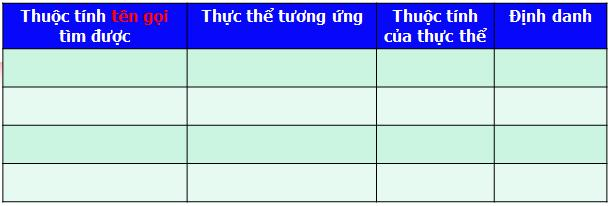 Thuộc tính tên gọi
tìm được
Thực thể tương ứng
Thuộc tính
của thực thể
Định danh